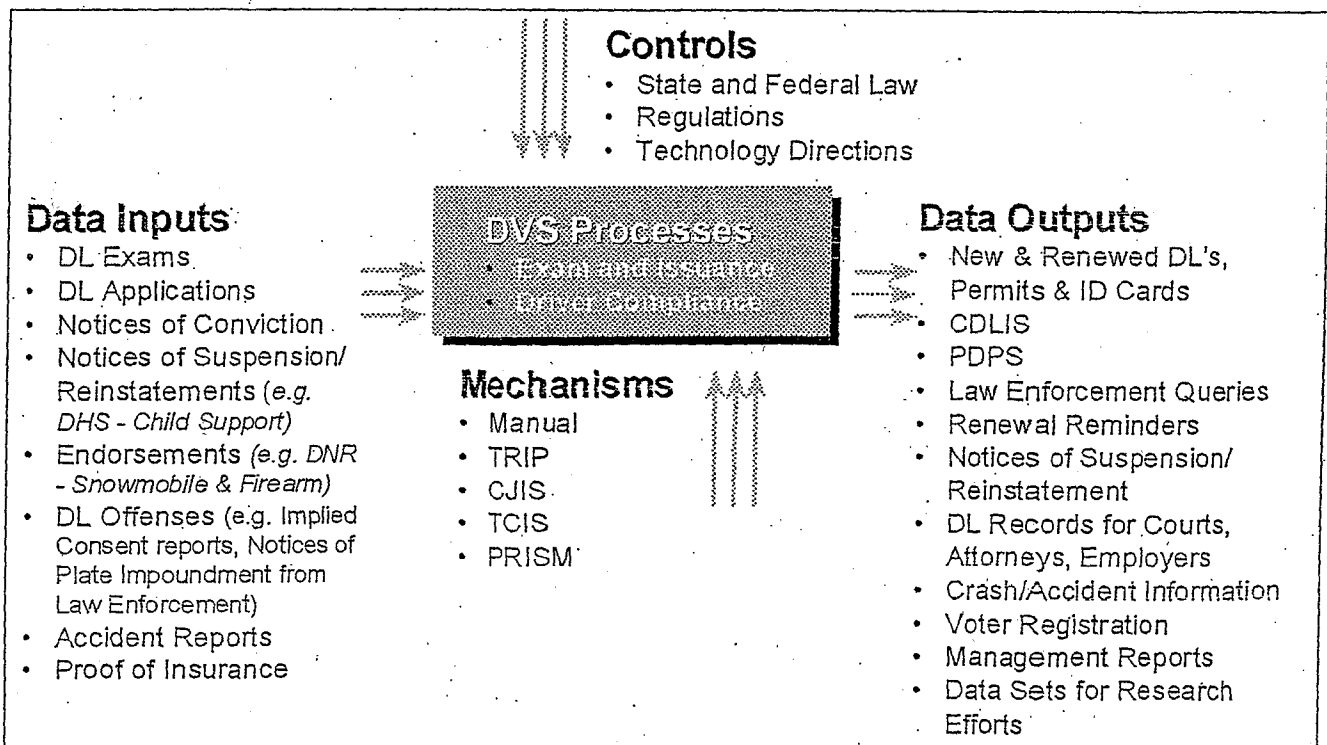 Controls
• State and Federal Law
• Regulations
• Technology Directions
Data Inputs
• DL Exams
• DL Applications
• Notices of Conviction
• Notices of Suspension/
Reinstatements (e.g.
DHS - Child Support)
• Endorsements (e.g. DNR
- Snowmobile & Firearm)
• DL Offenses (e.g. Implied
Consent reports, Notices of
Plate Impoundment from
Law Enforcement)
• Accident Reports
• Proof of Insurance
DVS Processes
• Exam and Issuance
• Driver Compliance
Mechanisms
• Manual
• TRIP
• CJIS
• TCIS
• PRISM
Data Outputs
• New & Renewed DL's,
Permits & ID Cards
• CDLIS
• PDPS
• Law Enforcement Queries
• Renewal Reminders
• Notices of Suspension/
Reinstatement
• DL Records for Courts,
Attorneys, Employers
• Crash/Accident Information
• Voter Registration
• Management Reports
• Data Sets for Research
Efforts